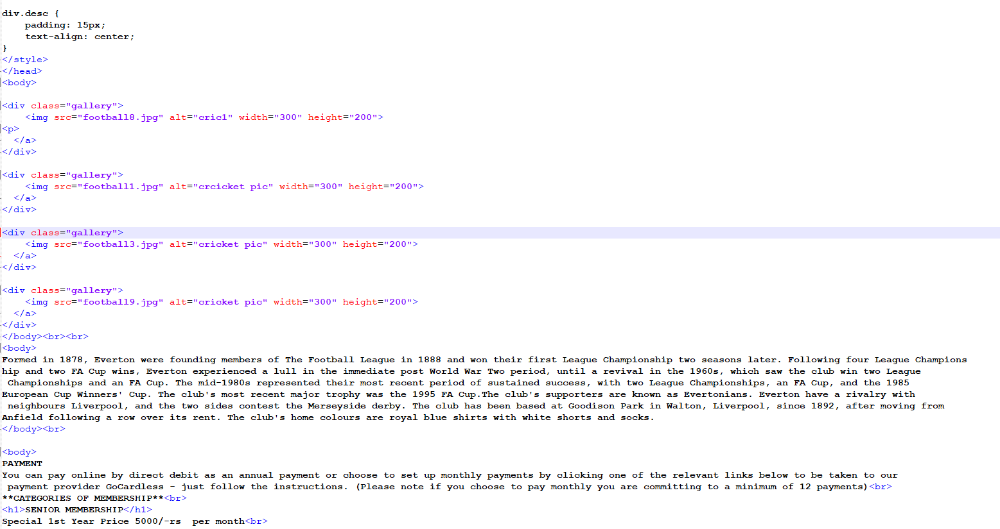 div.desc {
    padding: 15px;
    text-align: center;
}
</style>
</head>
<body>
<div class="gallery">
    <img src="football8.jpg" alt="cric1" width="300" height="200">
<p>
  </a>
</div>
<div class="gallery">
    <img src="football1.jpg" alt="crcicket pic" width="300" height="200">
  </a>
</div>
<div class="gallery">
    <img src="football3.jpg" alt="cricket pic" width="300" height="200">
  </a>
</div>
<div class="gallery">
    <img src="football9.jpg" alt="cricket pic" width="300" height="200">
  </a>
</div>
</body><br><br>
<body>
Formed in 1878, Everton were founding members of The Football League in 1888 and won their first League Championship two seasons later. Following four League Champions
hip and two FA Cup wins, Everton experienced a lull in the immediate post World War Two period, until a revival in the 1960s, which saw the club win two League
 Championships and an FA Cup. The mid-1980s represented their most recent period of sustained success, with two League Championships, an FA Cup, and the 1985
European Cup Winners' Cup. The club's most recent major trophy was the 1995 FA Cup.The club's supporters are known as Evertonians. Everton have a rivalry with
 neighbours Liverpool, and the two sides contest the Merseyside derby. The club has been based at Goodison Park in Walton, Liverpool, since 1892, after moving from
Anfield following a row over its rent. The club's home colours are royal blue shirts with white shorts and socks.
</body><br>
<body>
PAYMENT
You can pay online by direct debit as an annual payment or choose to set up monthly payments by clicking one of the relevant links below to be taken to our
 payment provider GoCardless - just follow the instructions. (Please note if you choose to pay monthly you are committing to a minimum of 12 payments)<br>
**CATEGORIES OF MEMBERSHIP**<br>
<h1>SENIOR MEMBERSHIP</h1>
Special 1st Year Price 5000/-rs  per month<br>